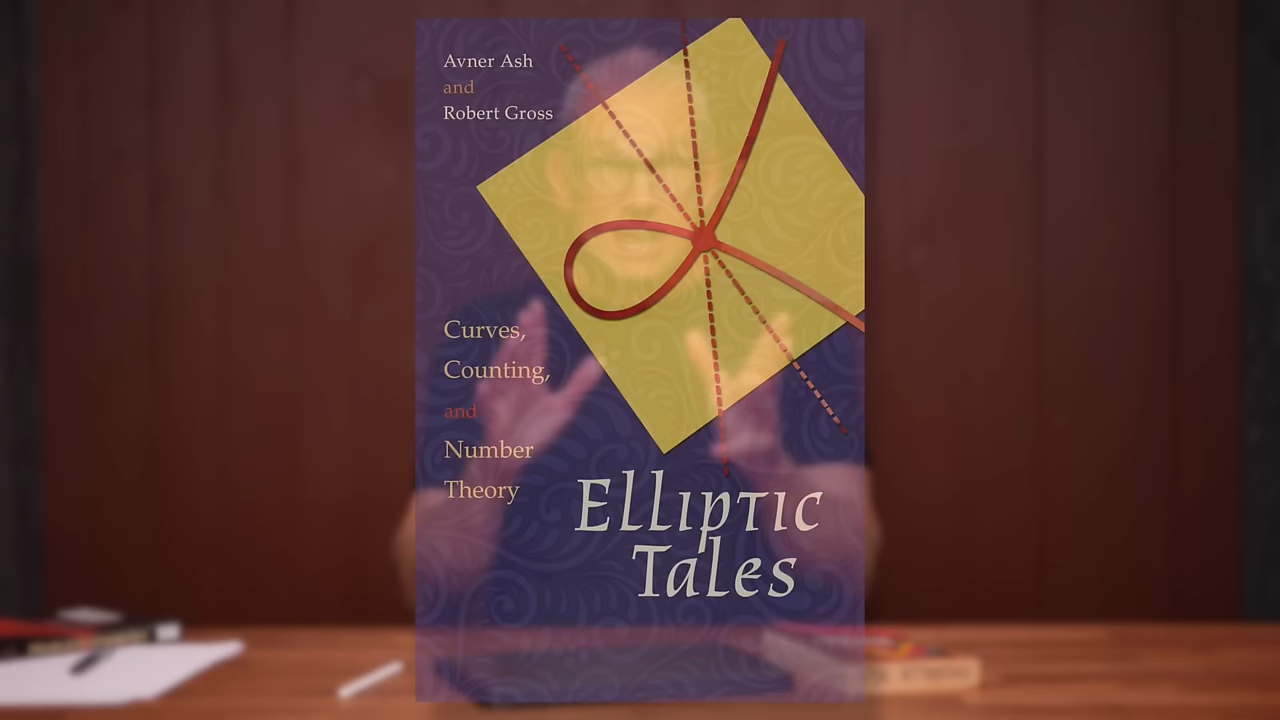 Avner Ash
and
Robert Gross
Curves,
Counting,
and
Number
Theory
Elliptic
Tales